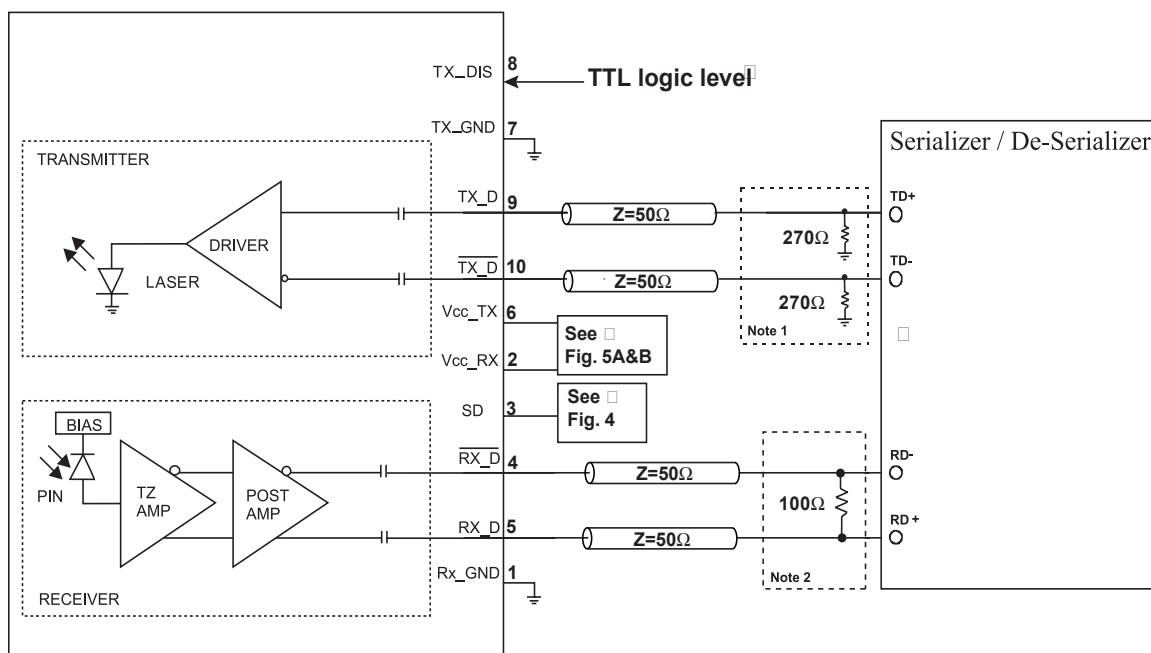 8
TX_DIS
TTL logic level
TX_GND
7
TRANSMITTER
Serializer / De-Serializer
TX_D
9
Z=50Ω
TD+
270Ω
DRIVER
LASER
TX_D
10
Z=50Ω
TD-
270Ω
Note 1
Vcc_TX
6
See
Fig. 5A&B
Vcc_RX
2
SD
3
See
Fig. 4
BIAS
PIN
TZ
AMP
POST
AMP
RX_D
4
Z=50Ω
RD-
100Ω
RX_D
5
Z=50Ω
RD +
Note 2
Rx_GND
1
RECEIVER